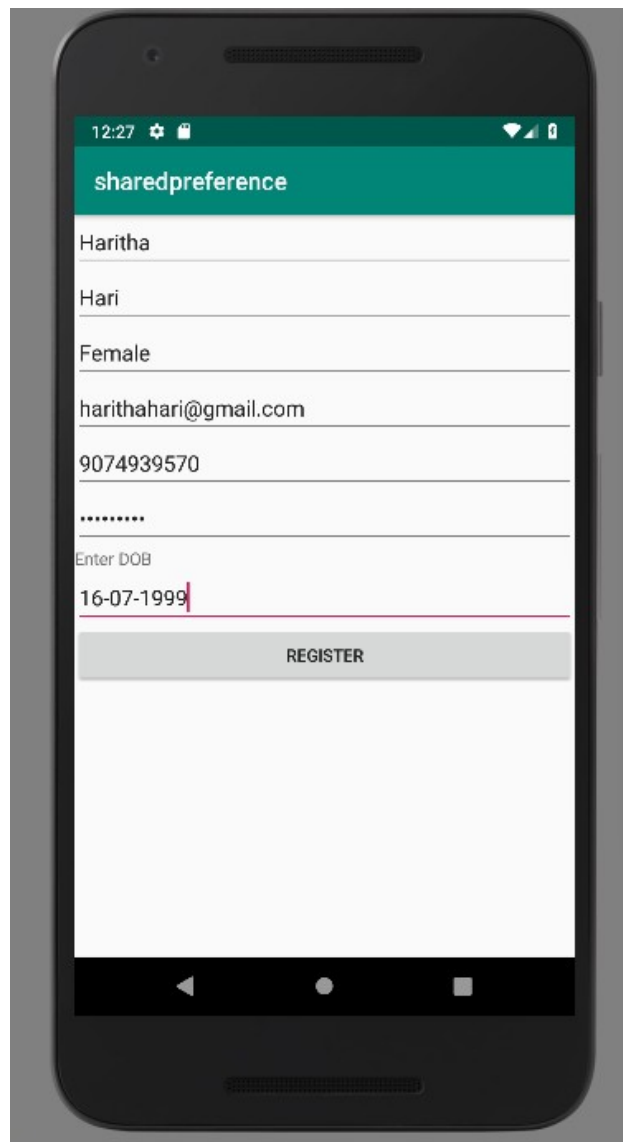 12:27
sharedpreference
Haritha
Hari
Female
harithahari@gmail.com
9074939570
•••••••••
Enter DOB
16-07-1999
REGISTER